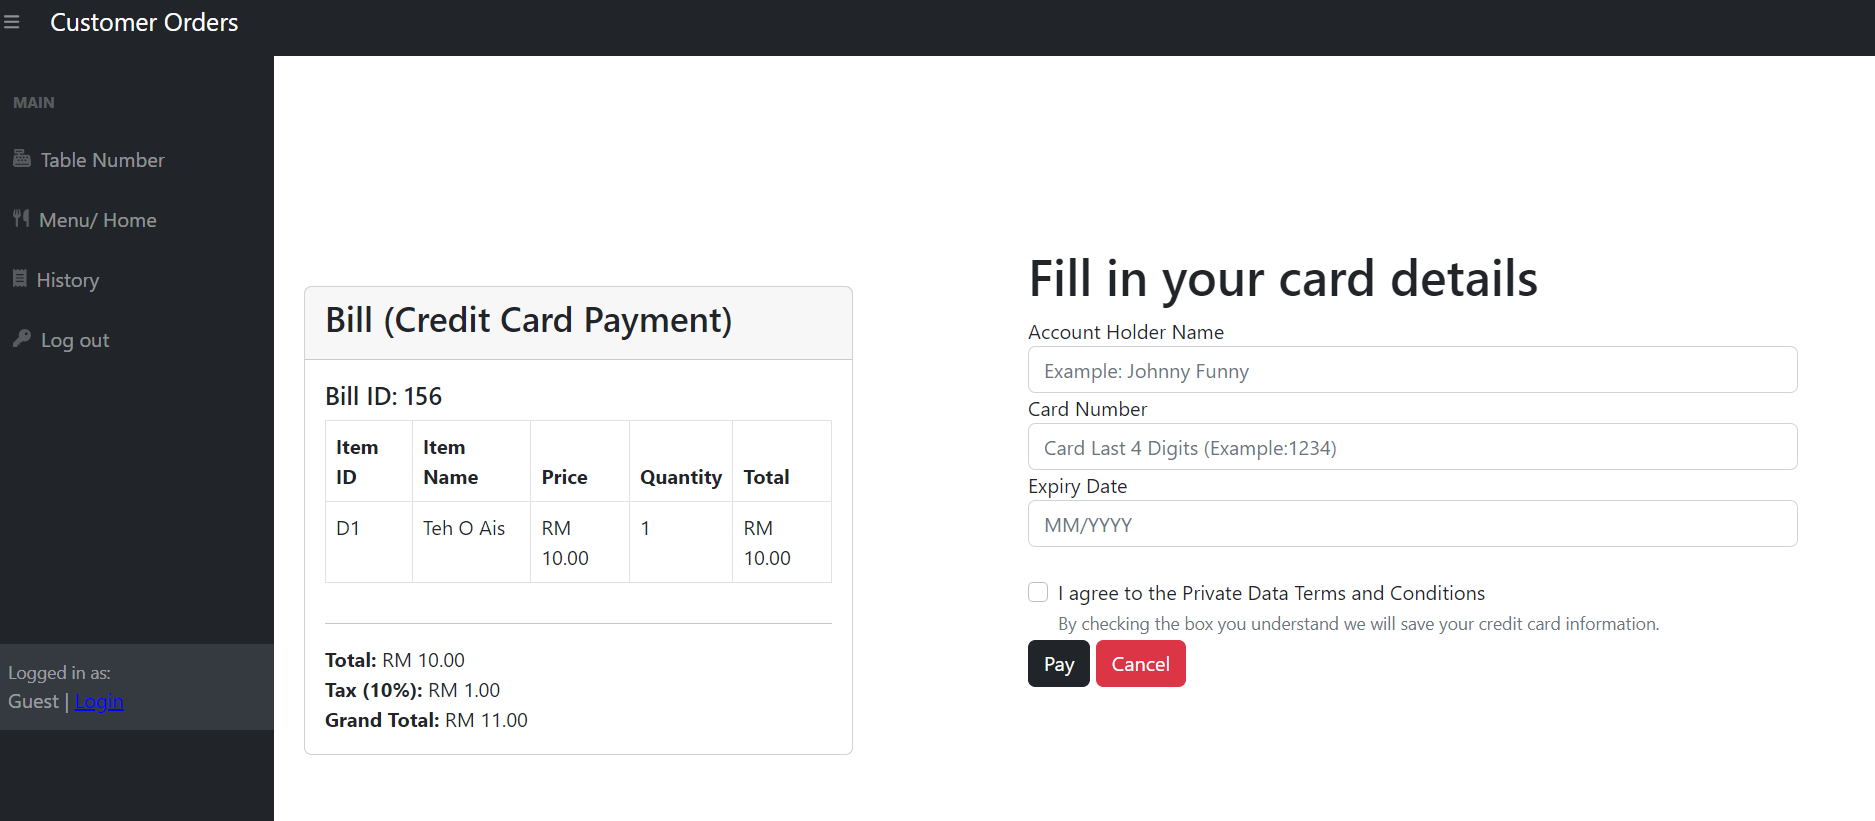 Customer Orders
MAIN
Table Number
Menu/ Home
History
Log out
Logged in as:
Guest | Login
Bill (Credit Card Payment)
Bill ID: 156
Item ID Item Name Price Quantity Total
D1 Teh O Ais RM 10.00 1 RM 10.00
Total: RM 10.00
Tax (10%): RM 1.00
Grand Total: RM 11.00
Fill in your card details
Account Holder Name
Example: Johnny Funny
Card Number
Card Last 4 Digits (Example:1234)
Expiry Date
MM/YYYY
I agree to the Private Data Terms and Conditions
By checking the box you understand we will save your credit card information.
Pay Cancel